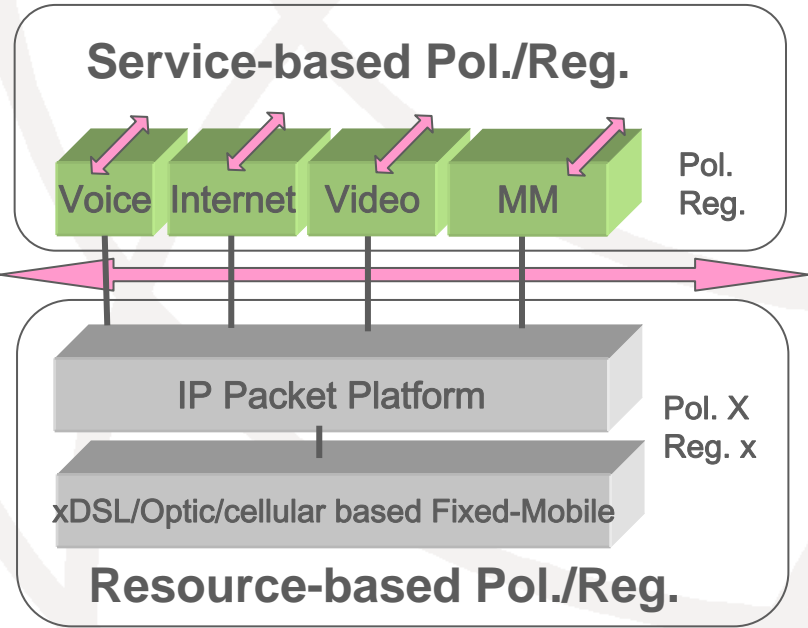 Service-based Pol./Reg.
Voice Internet Video MM
Pol.
Reg.
IP Packet Platform
Pol. X
Reg. x
xDSL/Optic/cellular based Fixed-Mobile
Resource-based Pol./Reg.